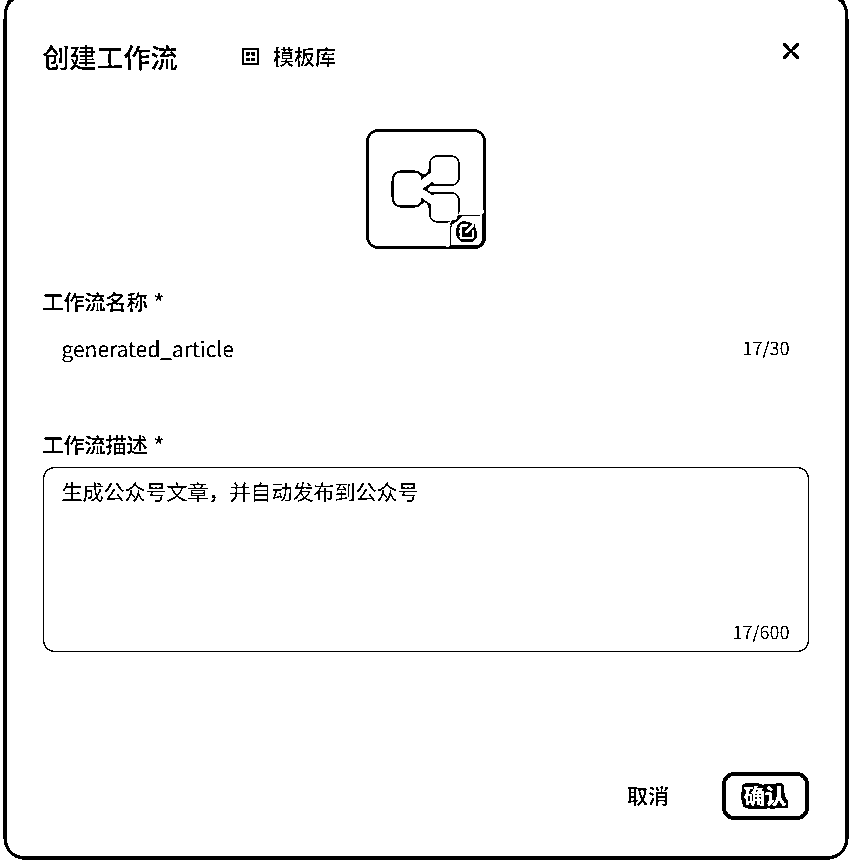 创建工作流 模板库
工作流名称 *
generated_article 17/30
工作流描述 *
生成公众号文章，并自动发布到公众号
17/600
取消 确认